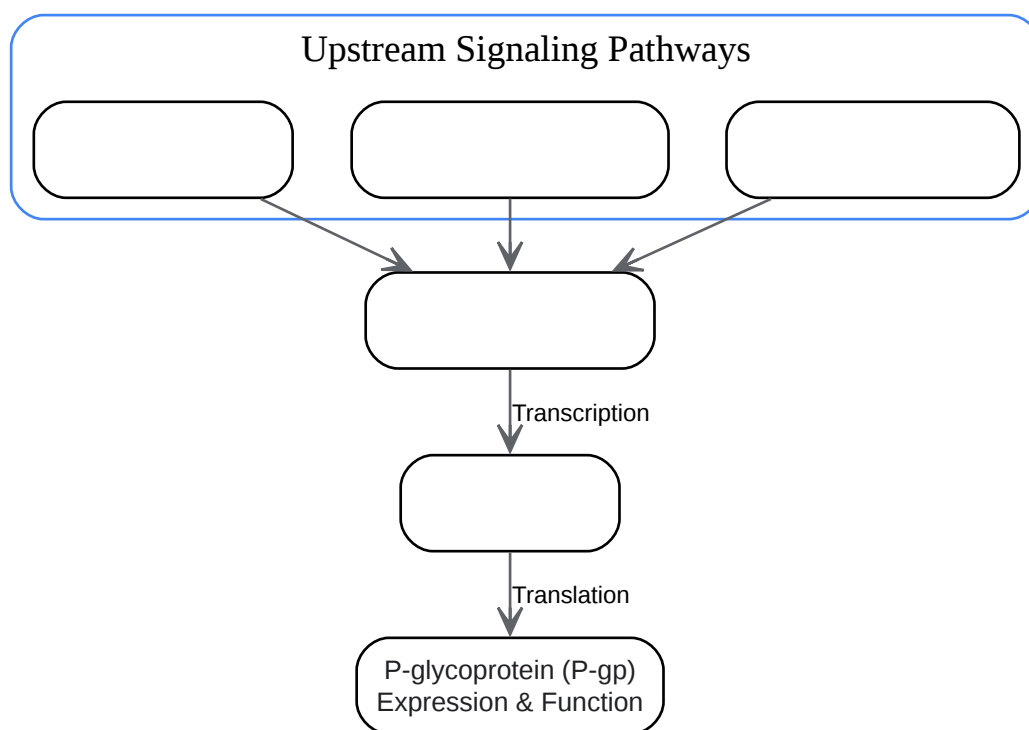 Upstream Signaling Pathways
Transcription
Translation
P-glycoprotein (P-gp)
Expression & Function